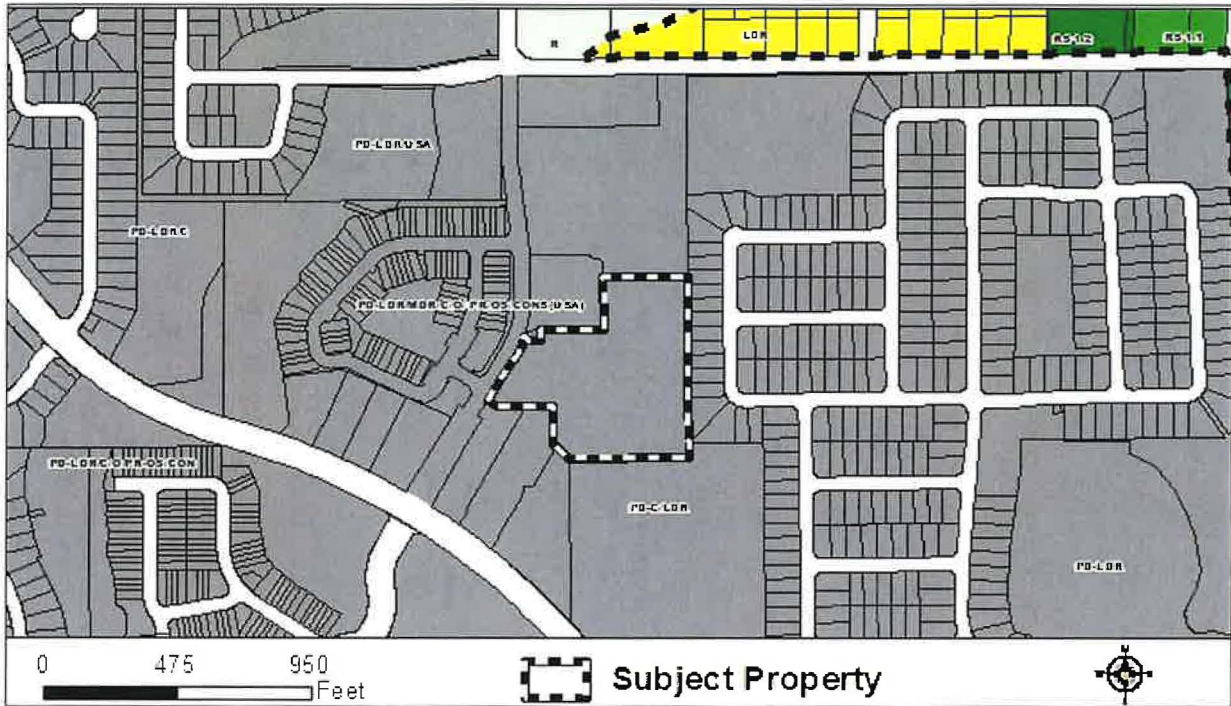 R
LDR
RS-1.2
RS-1.1
PD-LDR USA
PD-LDR C
PD-LDR MDR C O, PR-OS CONS (USA)
PD-LDR C O PR-OS CON
PD-C-LDR
PD-LDR
0 475 950
Feet
Subject Property
N